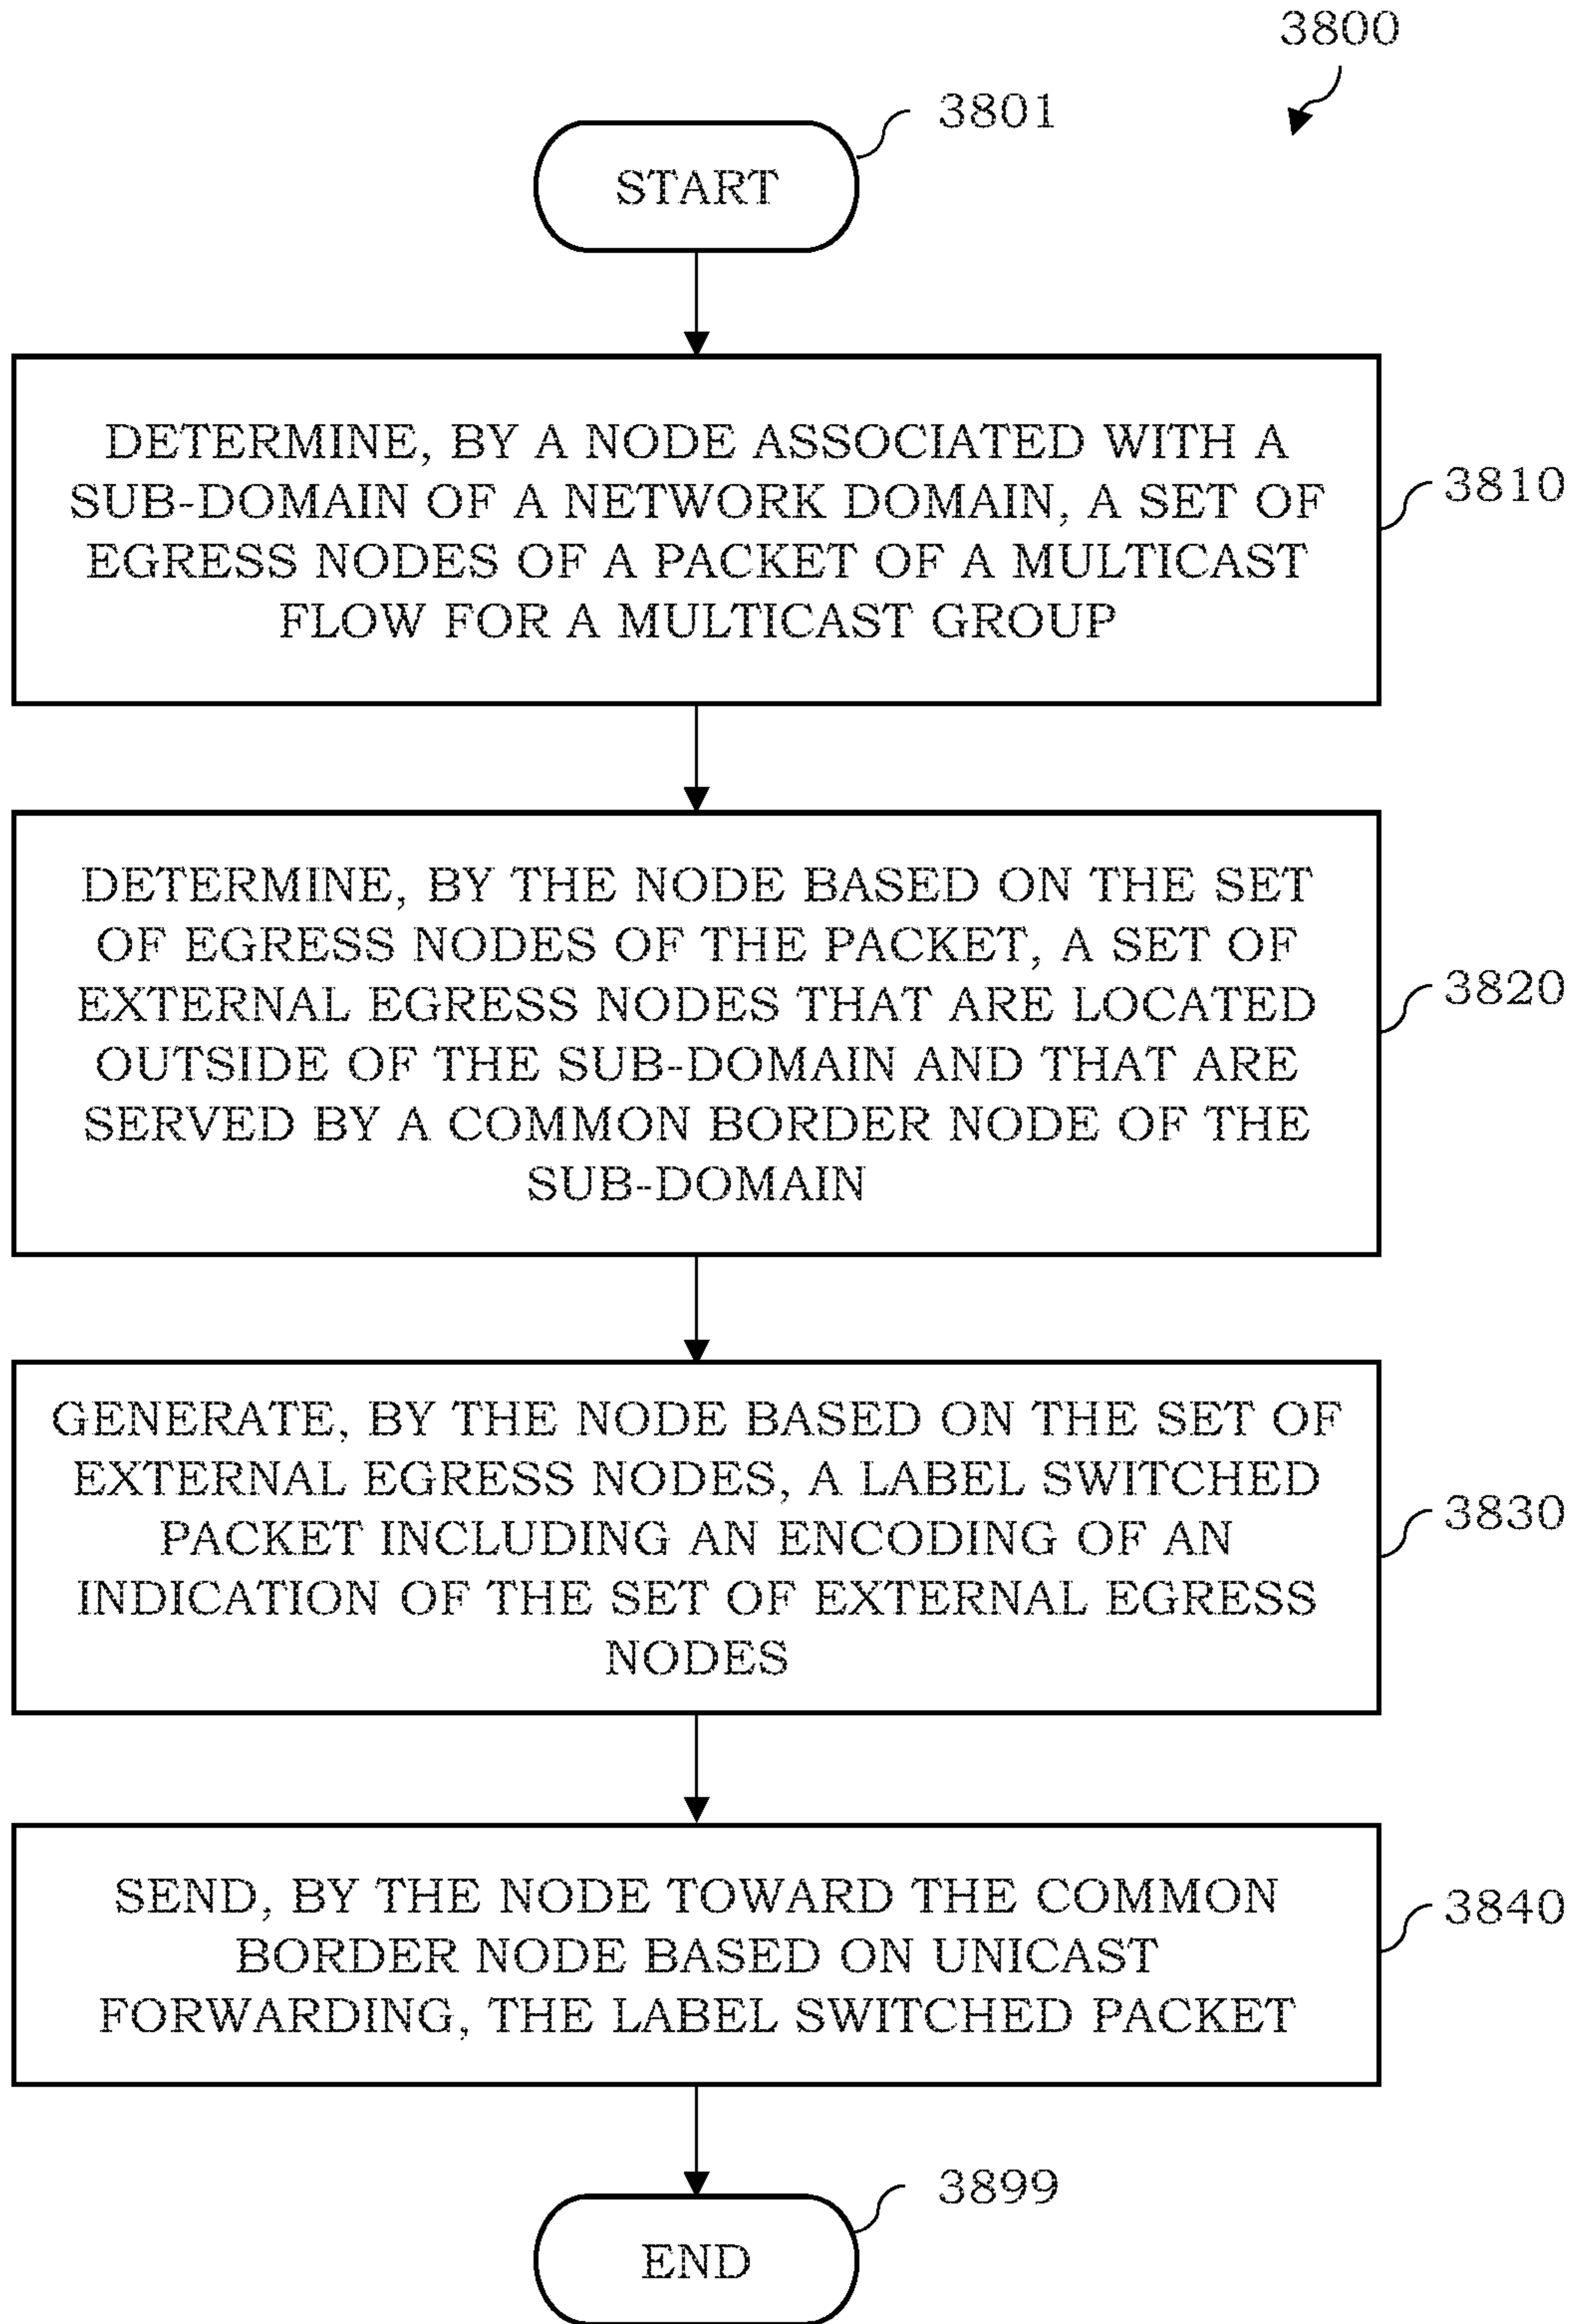 3800
3801
START
DETERMINE, BY A NODE ASSOCIATED WITH A
SUB-DOMAIN OF A NETWORK DOMAIN, A SET OF
EGRESS NODES OF A PACKET OF A MULTICAST
FLOW FOR A MULTICAST GROUP
3810
DETERMINE, BY THE NODE BASED ON THE SET
OF EGRESS NODES OF THE PACKET, A SET OF
EXTERNAL EGRESS NODES THAT ARE LOCATED
OUTSIDE OF THE SUB-DOMAIN AND THAT ARE
SERVED BY A COMMON BORDER NODE OF THE
SUB-DOMAIN
3820
GENERATE, BY THE NODE BASED ON THE SET OF
EXTERNAL EGRESS NODES, A LABEL SWITCHED
PACKET INCLUDING AN ENCODING OF AN
INDICATION OF THE SET OF EXTERNAL EGRESS
NODES
3830
SEND, BY THE NODE TOWARD THE COMMON
BORDER NODE BASED ON UNICAST
FORWARDING, THE LABEL SWITCHED PACKET
3840
3899
END